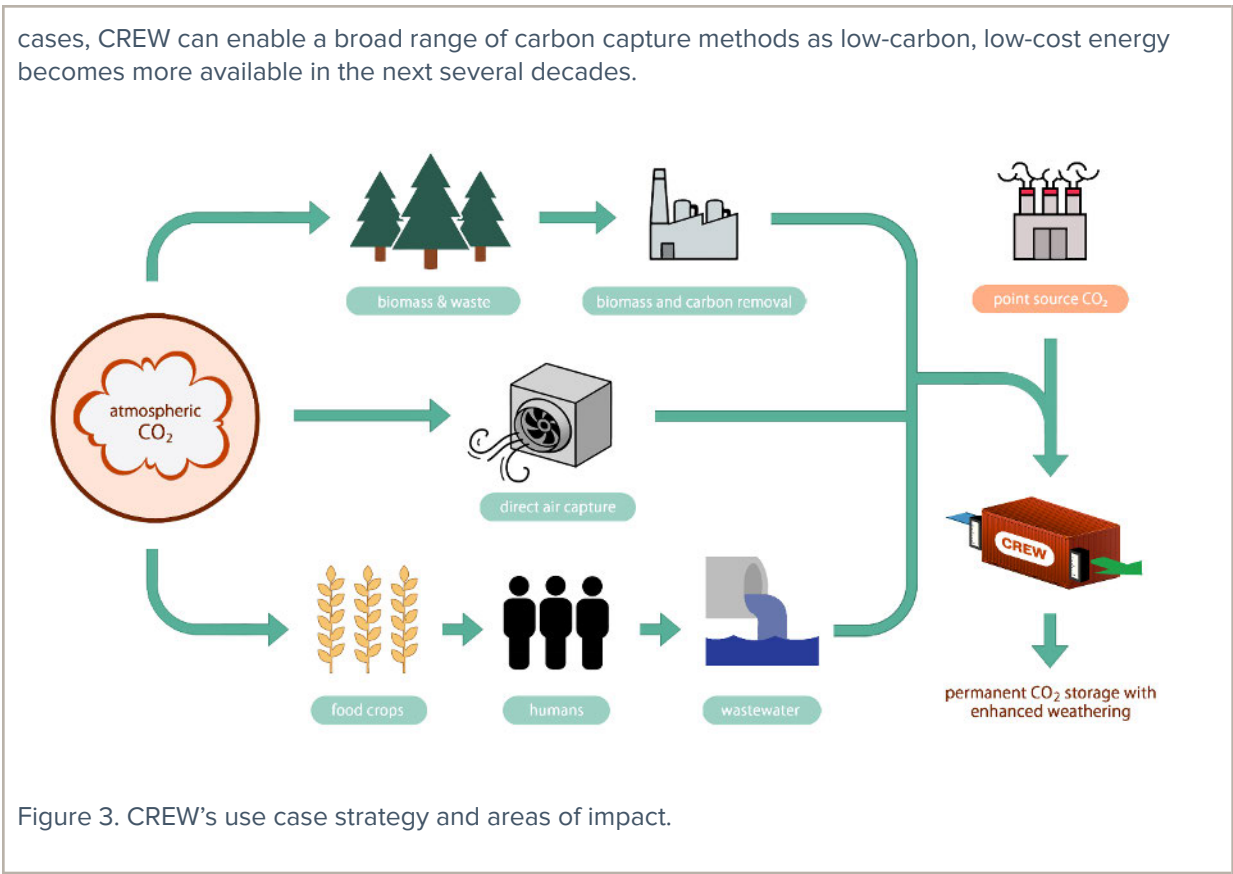 cases, CREW can enable a broad range of carbon capture methods as low-carbon, low-cost energy
becomes more available in the next several decades.
biomass & waste
biomass and carbon removal
point source CO₂
atmospheric
CO₂
direct air capture
CREW
food crops
humans
wastewater
permanent CO₂ storage with
enhanced weathering
Figure 3. CREW’s use case strategy and areas of impact.